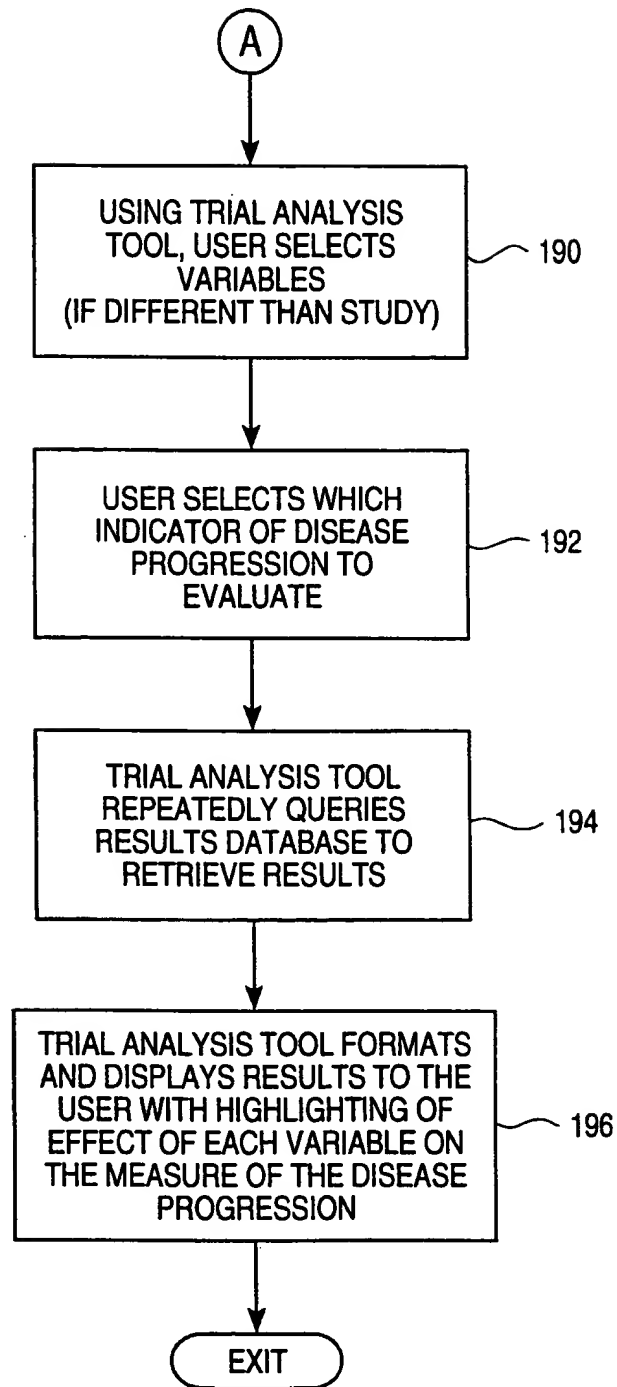 A
USING TRIAL ANALYSIS
TOOL, USER SELECTS
VARIABLES
(IF DIFFERENT THAN STUDY)
190
USER SELECTS WHICH
INDICATOR OF DISEASE
PROGRESSION TO
EVALUATE
192
TRIAL ANALYSIS TOOL
REPEATEDLY QUERIES
RESULTS DATABASE TO
RETRIEVE RESULTS
194
TRIAL ANALYSIS TOOL FORMATS
AND DISPLAYS RESULTS TO THE
USER WITH HIGHLIGHTING OF
EFFECT OF EACH VARIABLE ON
THE MEASURE OF THE DISEASE
PROGRESSION
196
EXIT